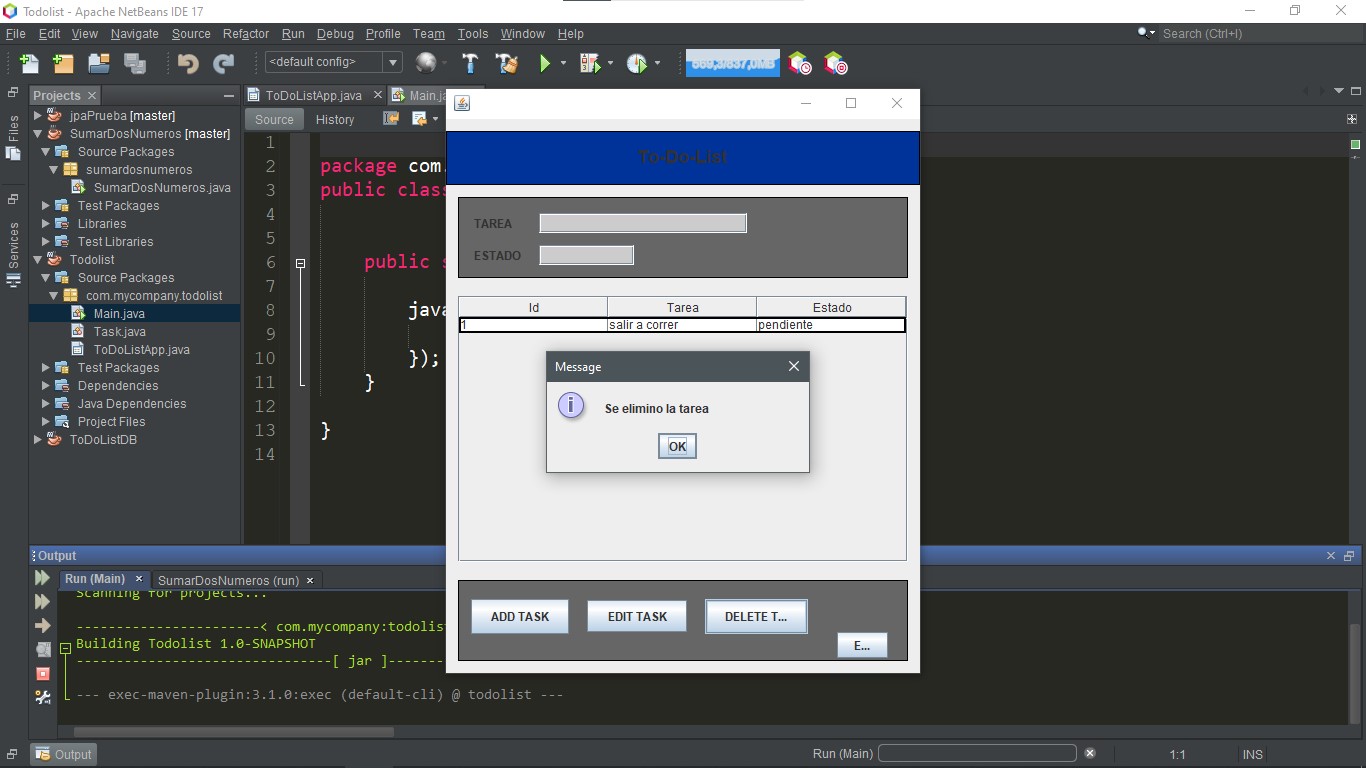 Todolist - Apache NetBeans IDE 17
File Edit View Navigate Source Refactor Run Debug Profile Team Tools Window Help
Search (Ctrl+I)
<default config>
Projects
ToDoListApp.java
Main.ja
Source History
Files
Services
jpaPrueba [master]
SumarDosNumeros [master]
Source Packages
sumardosnumeros
SumarDosNumeros.java
Test Packages
Libraries
Test Libraries
Todolist
Source Packages
com.mycompany.todolist
Main.java
Task.java
ToDoListApp.java
Test Packages
Dependencies
Java Dependencies
Project Files
ToDoListDB
1
2 package com.
3 public class
4
5
6 public s
7
8 java
9
10 });
11 }
12
13 }
14
To-Do-List
TAREA
ESTADO
Id Tarea Estado
1 salir a correr pendiente
Message
Se elimino la tarea
OK
ADD TASK EDIT TASK DELETE T...
E...
Output
Run (Main) SumarDosNumeros (run)
Scanning for projects...
-----------------------< com.mycompany:todolist
Building Todolist 1.0-SNAPSHOT
--------------------------------[ jar ]-------
--- exec-maven-plugin:3.1.0:exec (default-cli) @ todolist ---
Output
Run (Main)
1:1
INS